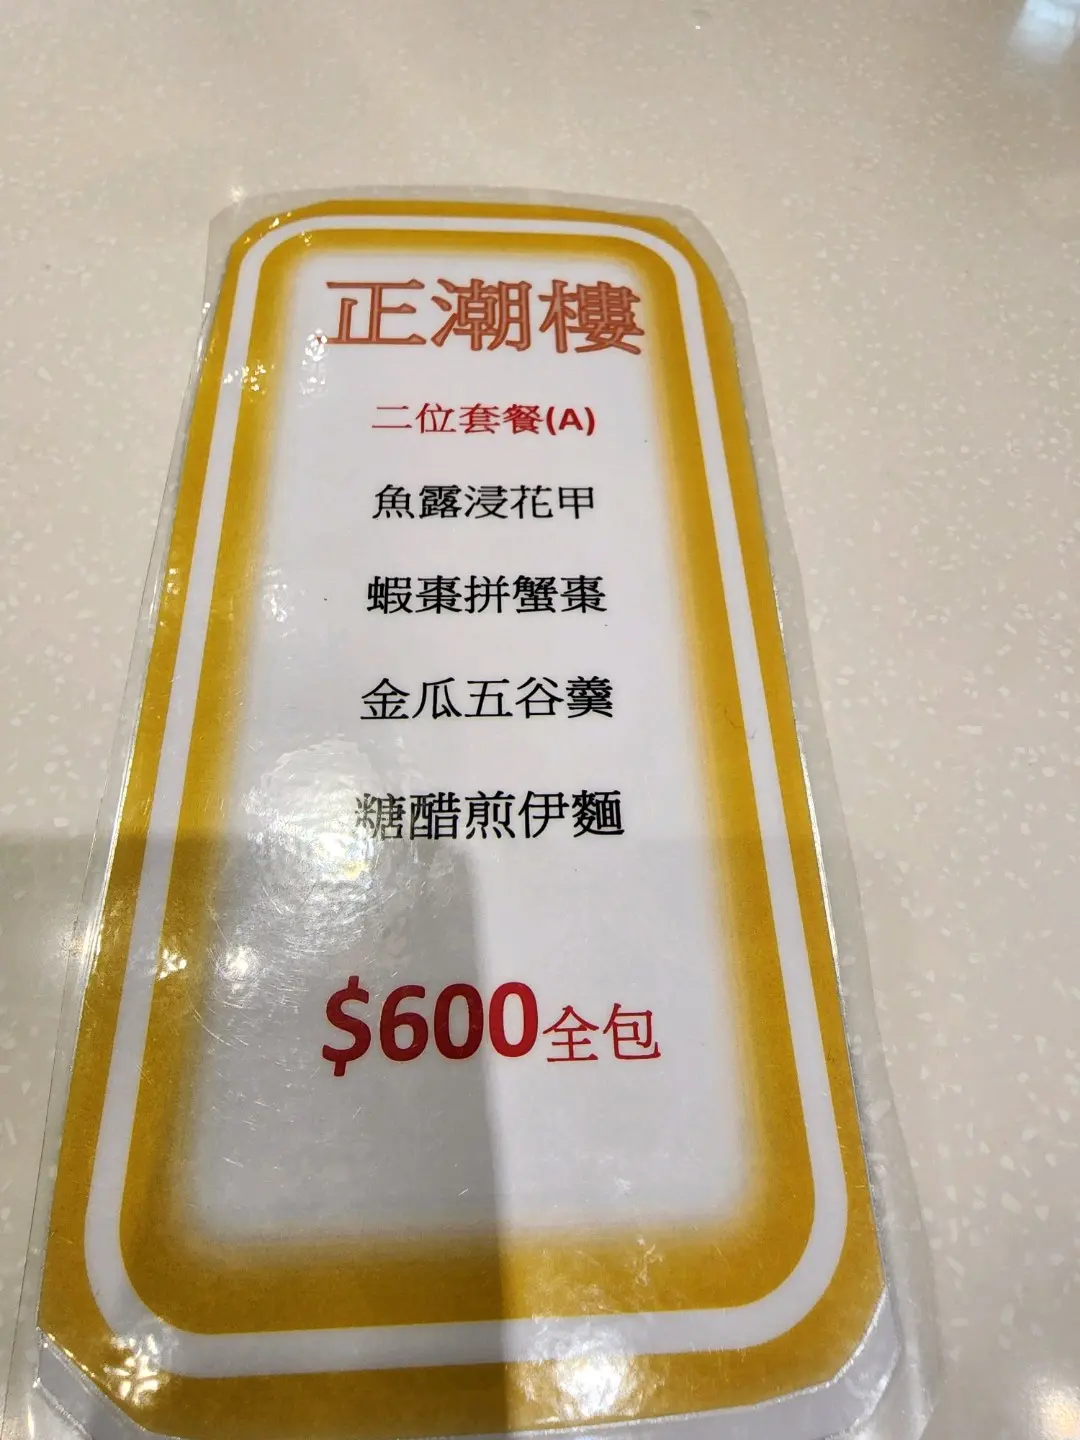 正潮樓
二位套餐(A)
魚露浸花甲
蝦棗拼蟹棗
金瓜五谷羹
糖醋煎伊麵
$600全包